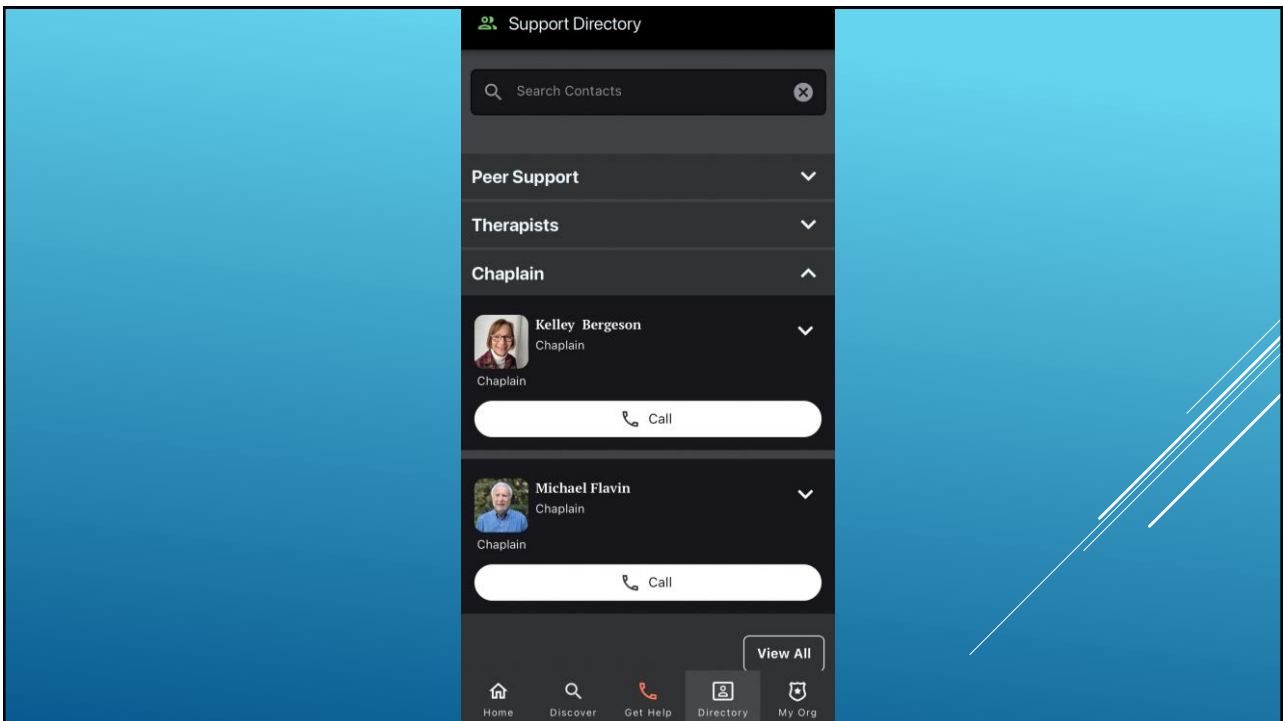 Support Directory
Search Contacts
Peer Support
Therapists
Chaplain
Kelley Bergeson
Chaplain
Chaplain
Call
Michael Flavin
Chaplain
Chaplain
Call
View All
Home Discover Get Help Directory My Org